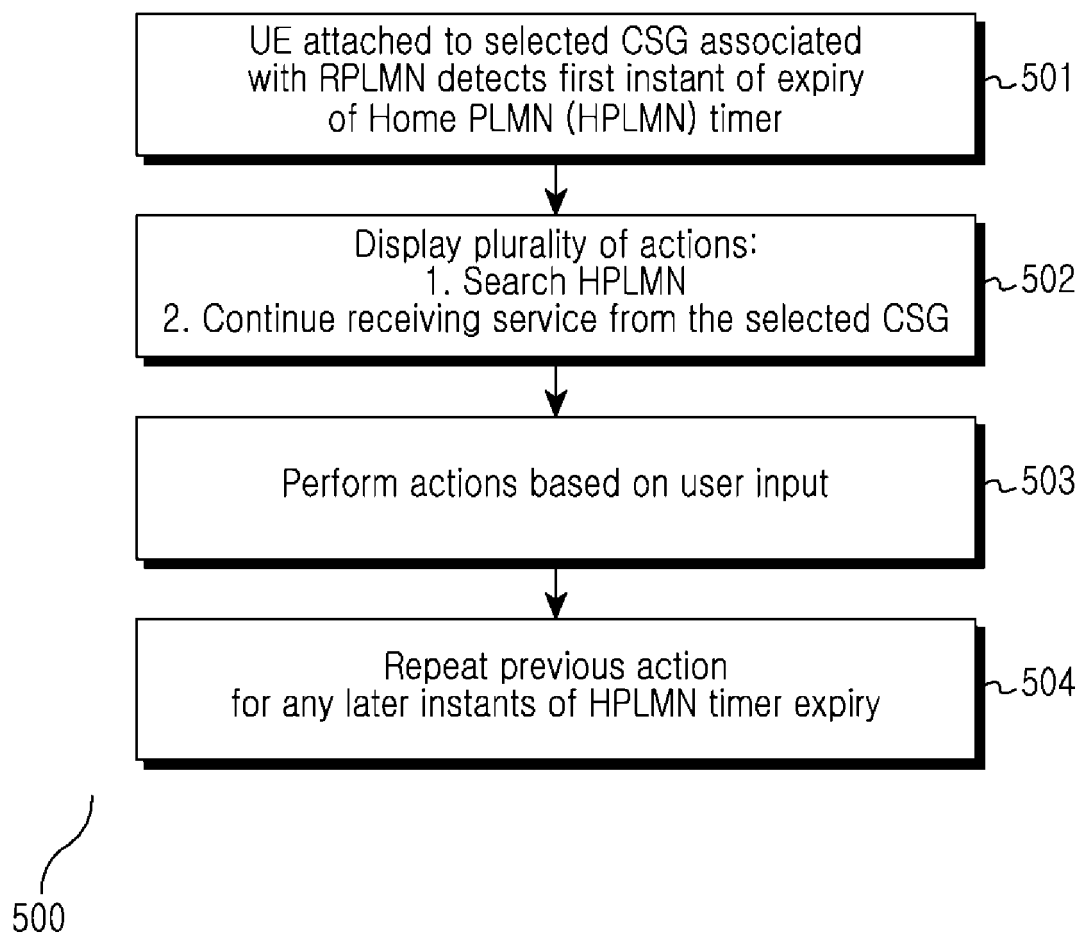 UE attached to selected CSG associated
with RPLMN detects first instant of expiry
of Home PLMN (HPLMN) timer
501
Display plurality of actions:
1. Search HPLMN
2. Continue receiving service from the selected CSG
502
Perform actions based on user input
503
Repeat previous action
for any later instants of HPLMN timer expiry
504
500